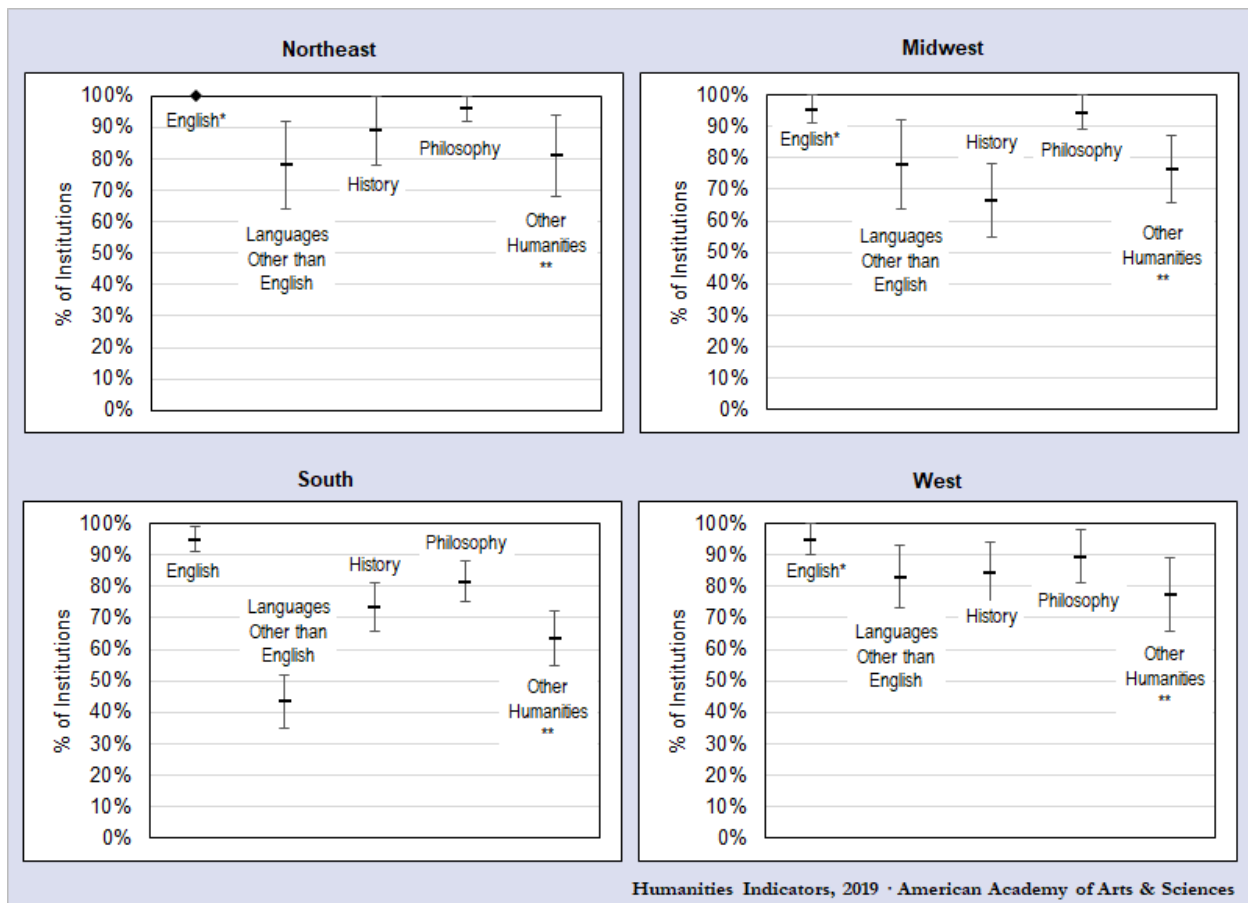 Northeast
% of Institutions
100%
90%
80%
70%
60%
50%
40%
30%
20%
10%
0%
English*
Languages
Other than
English
History
Philosophy
Other
Humanities
**
Midwest
% of Institutions
100%
90%
80%
70%
60%
50%
40%
30%
20%
10%
0%
English*
Languages
Other than
English
History
Philosophy
Other
Humanities
**
South
% of Institutions
100%
90%
80%
70%
60%
50%
40%
30%
20%
10%
0%
English
Languages
Other than
English
History
Philosophy
Other
Humanities
**
West
% of Institutions
100%
90%
80%
70%
60%
50%
40%
30%
20%
10%
0%
English*
Languages
Other than
English
History
Philosophy
Other
Humanities
**
Humanities Indicators, 2019 · American Academy of Arts & Sciences